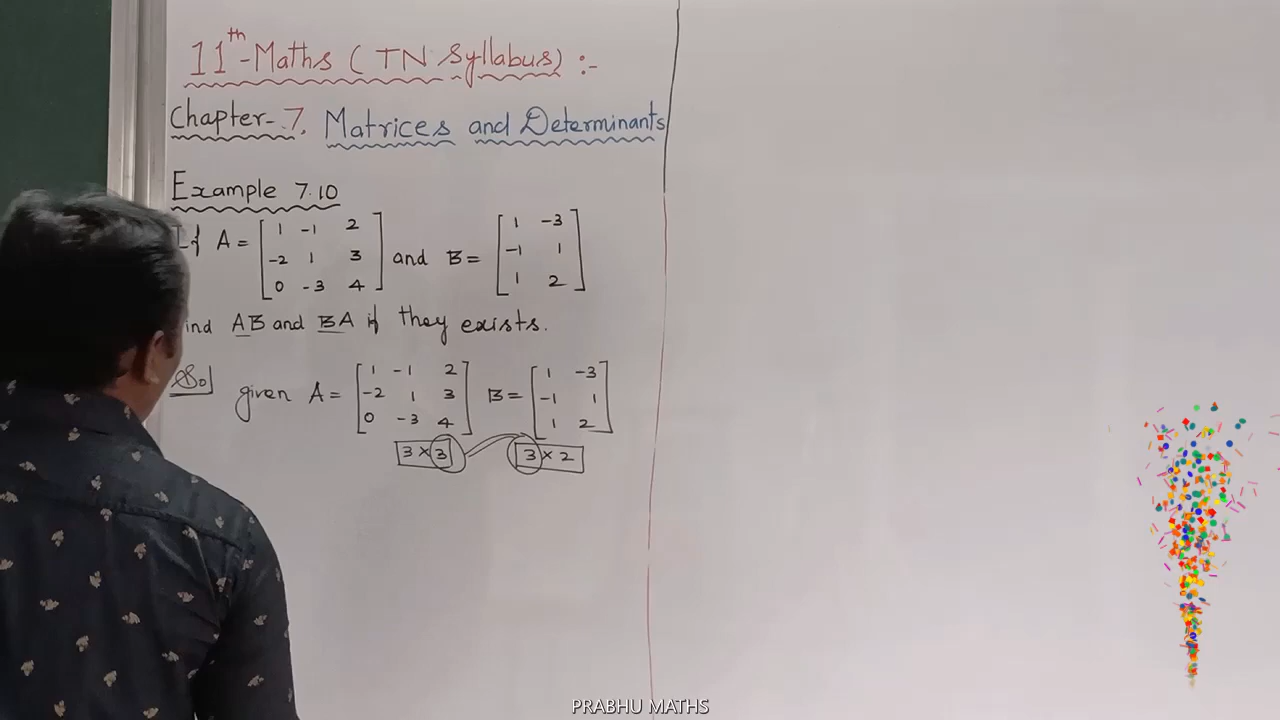 11th-Maths (TN Syllabus) :-
Chapter-7. Matrices and Determinants
Example 7.10
If A = [ 1 -1 2 and B = [ 1 -3
-2 1 3 -1 1
0 -3 4 ] 1 2 ]
ind AB and BA if they exists.
Sol given A = [ 1 -1 2 B = [ 1 -3
-2 1 3 -1 1
0 -3 4 ] 1 2 ]
3×3 3×2
PRABHU MATHS